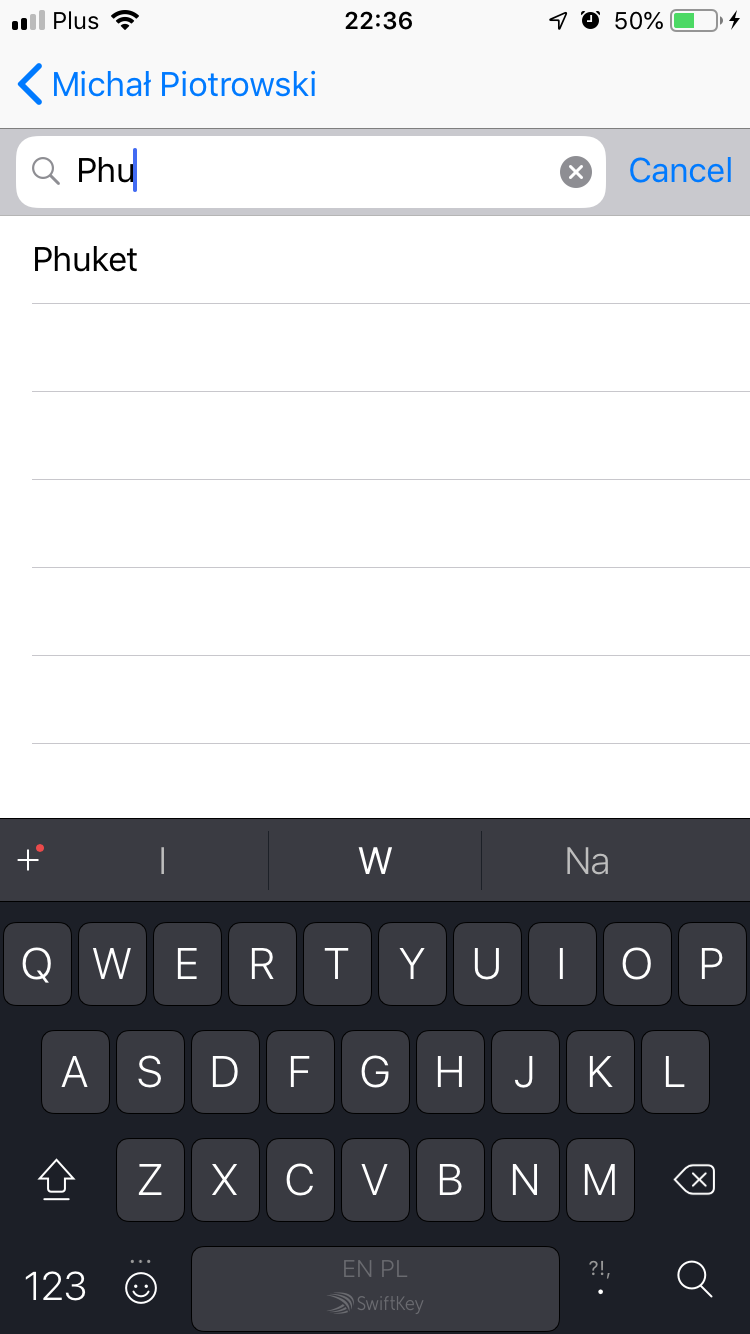 Plus 22:36 50%
Michał Piotrowski
Phu Cancel
Phuket
+ I W Na
Q W E R T Y U I O P
A S D F G H J K L
Z X C V B N M
123 EN PL ?!, .
SwiftKey